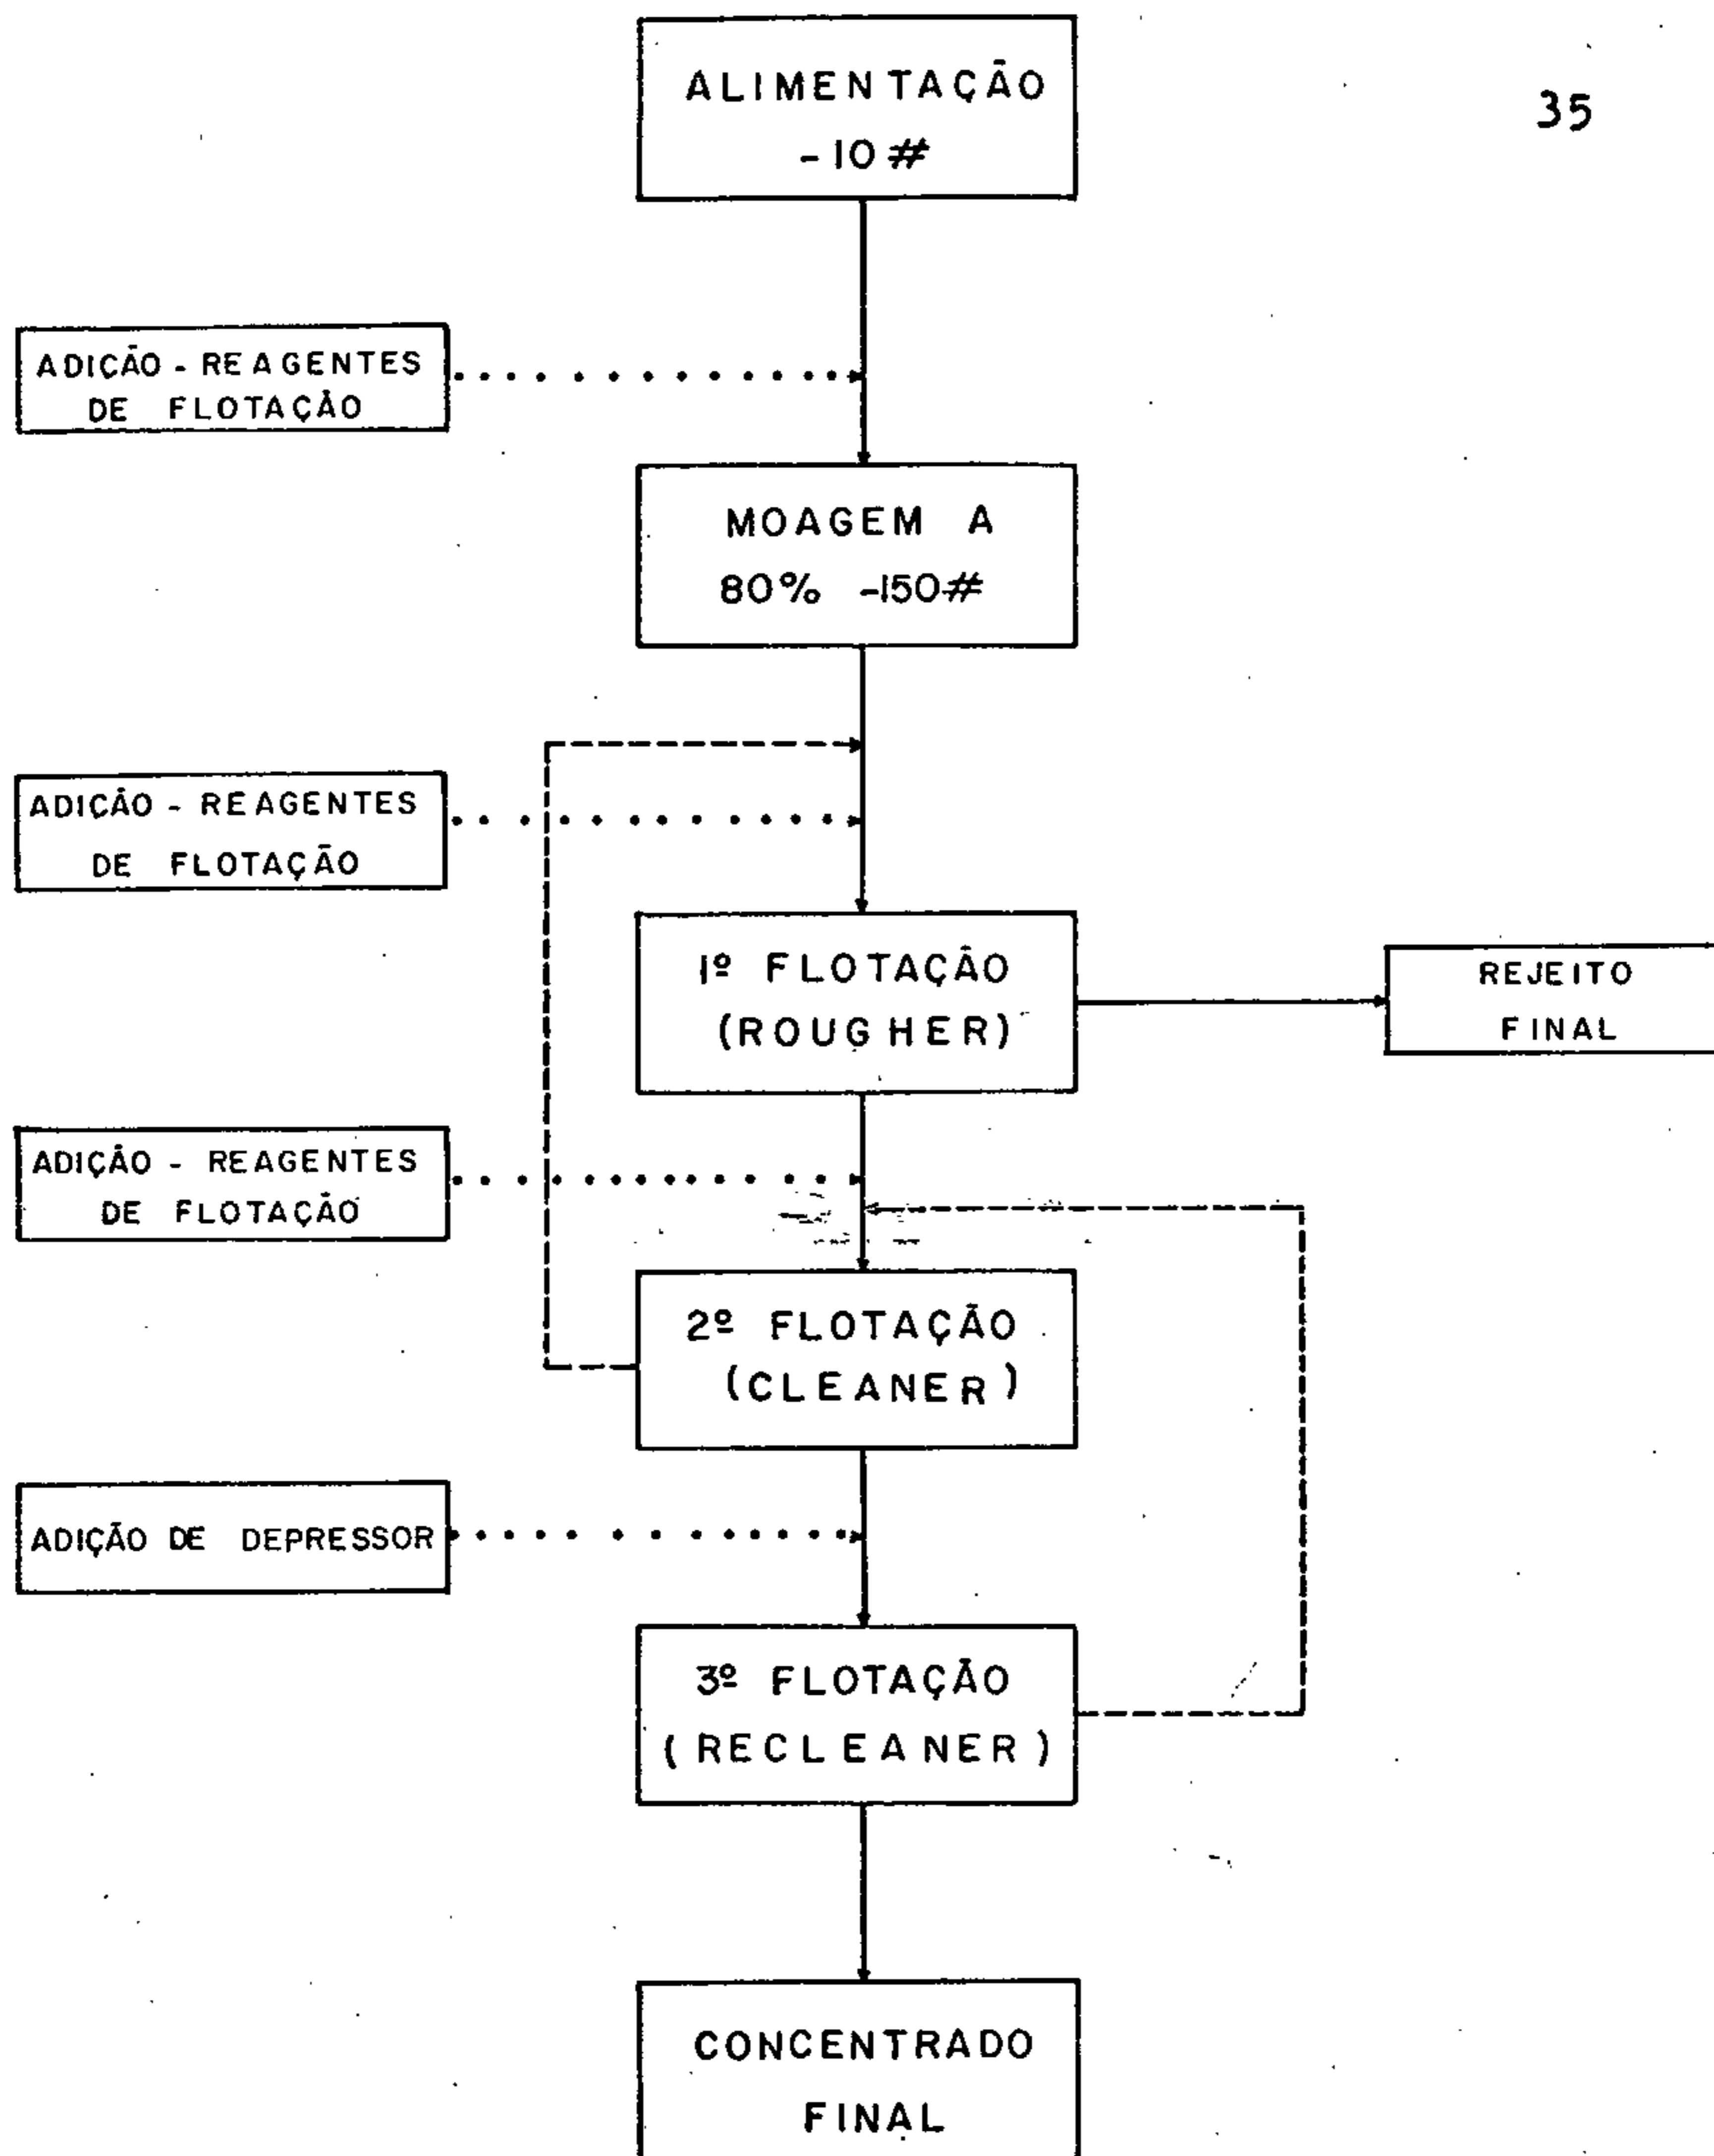 ALIMENTAÇÃO
-10#
35
ADIÇÃO - REAGENTES
DE FLOTAÇÃO
MOAGEM A
80% -150#
ADIÇÃO - REAGENTES
DE FLOTAÇÃO
1º FLOTAÇÃO
(ROUGHER)
REJEITO
FINAL
ADIÇÃO - REAGENTES
DE FLOTAÇÃO
2º FLOTAÇÃO
(CLEANER)
ADIÇÃO DE DEPRESSOR
3º FLOTAÇÃO
(RECLEANER)
CONCENTRADO
FINAL